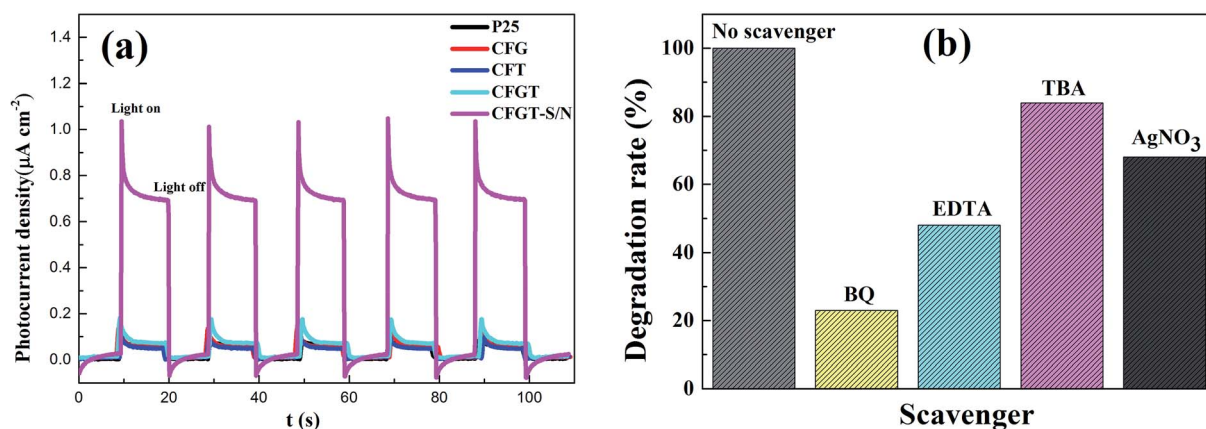 (a)
P25
CFG
CFT
CFGT
CFGT-S/N
Light on
Light off
1.4
1.2
1.0
0.8
0.6
0.4
0.2
0.0
Photocurrent density(μA cm⁻²)
0 20 40 60 80 100
t (s)
(b)
No scavenger
BQ
EDTA
TBA
AgNO₃
100
80
60
40
20
0
Degradation rate (%)
Scavenger